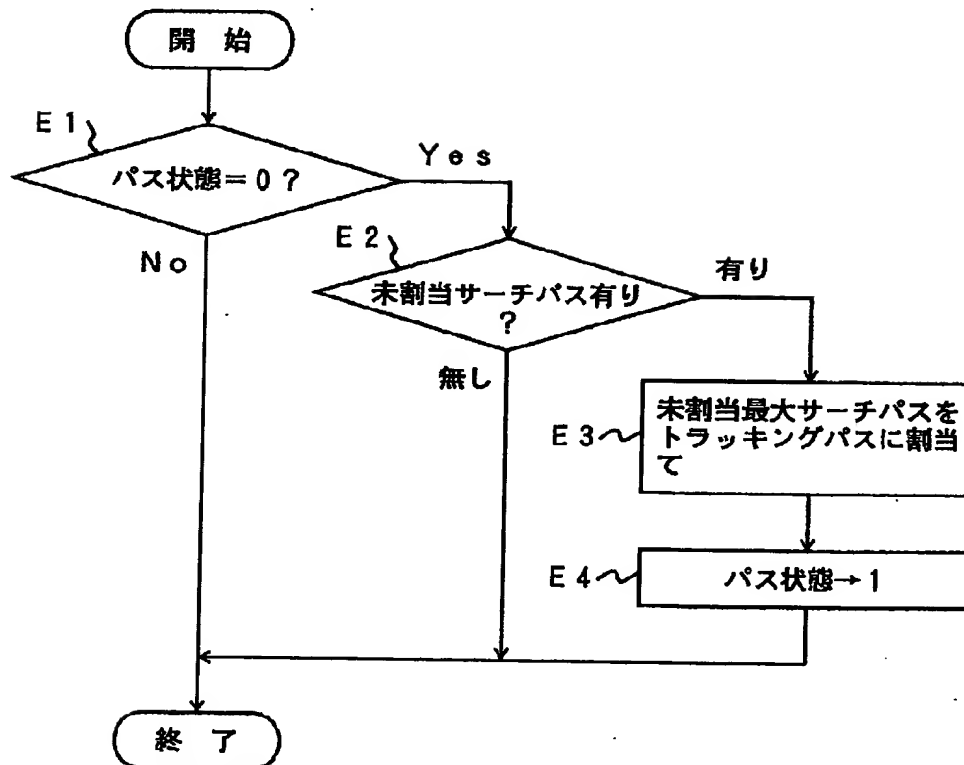 開 始
E1
パス状態=0?
Yes
No
E2
未割当サーチパス有り
?
有り
無し
E3
未割当最大サーチパスを
トラッキングパスに割当
て
E4
パス状態→1
終 了